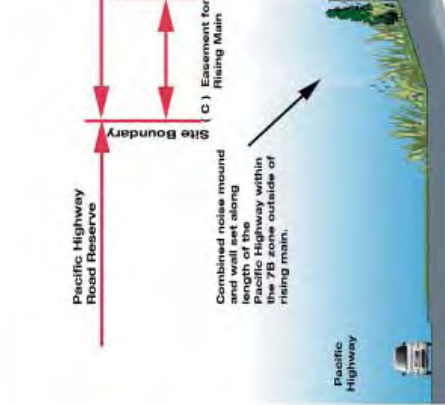 Pacific Highway
Road Reserve
Site Boundary
(C) Easement for
Rising Main
Combined noise mound
and wall set along
length of the
Pacific Highway within
the 7B zone outside of
rising main.
Pacific
Highway